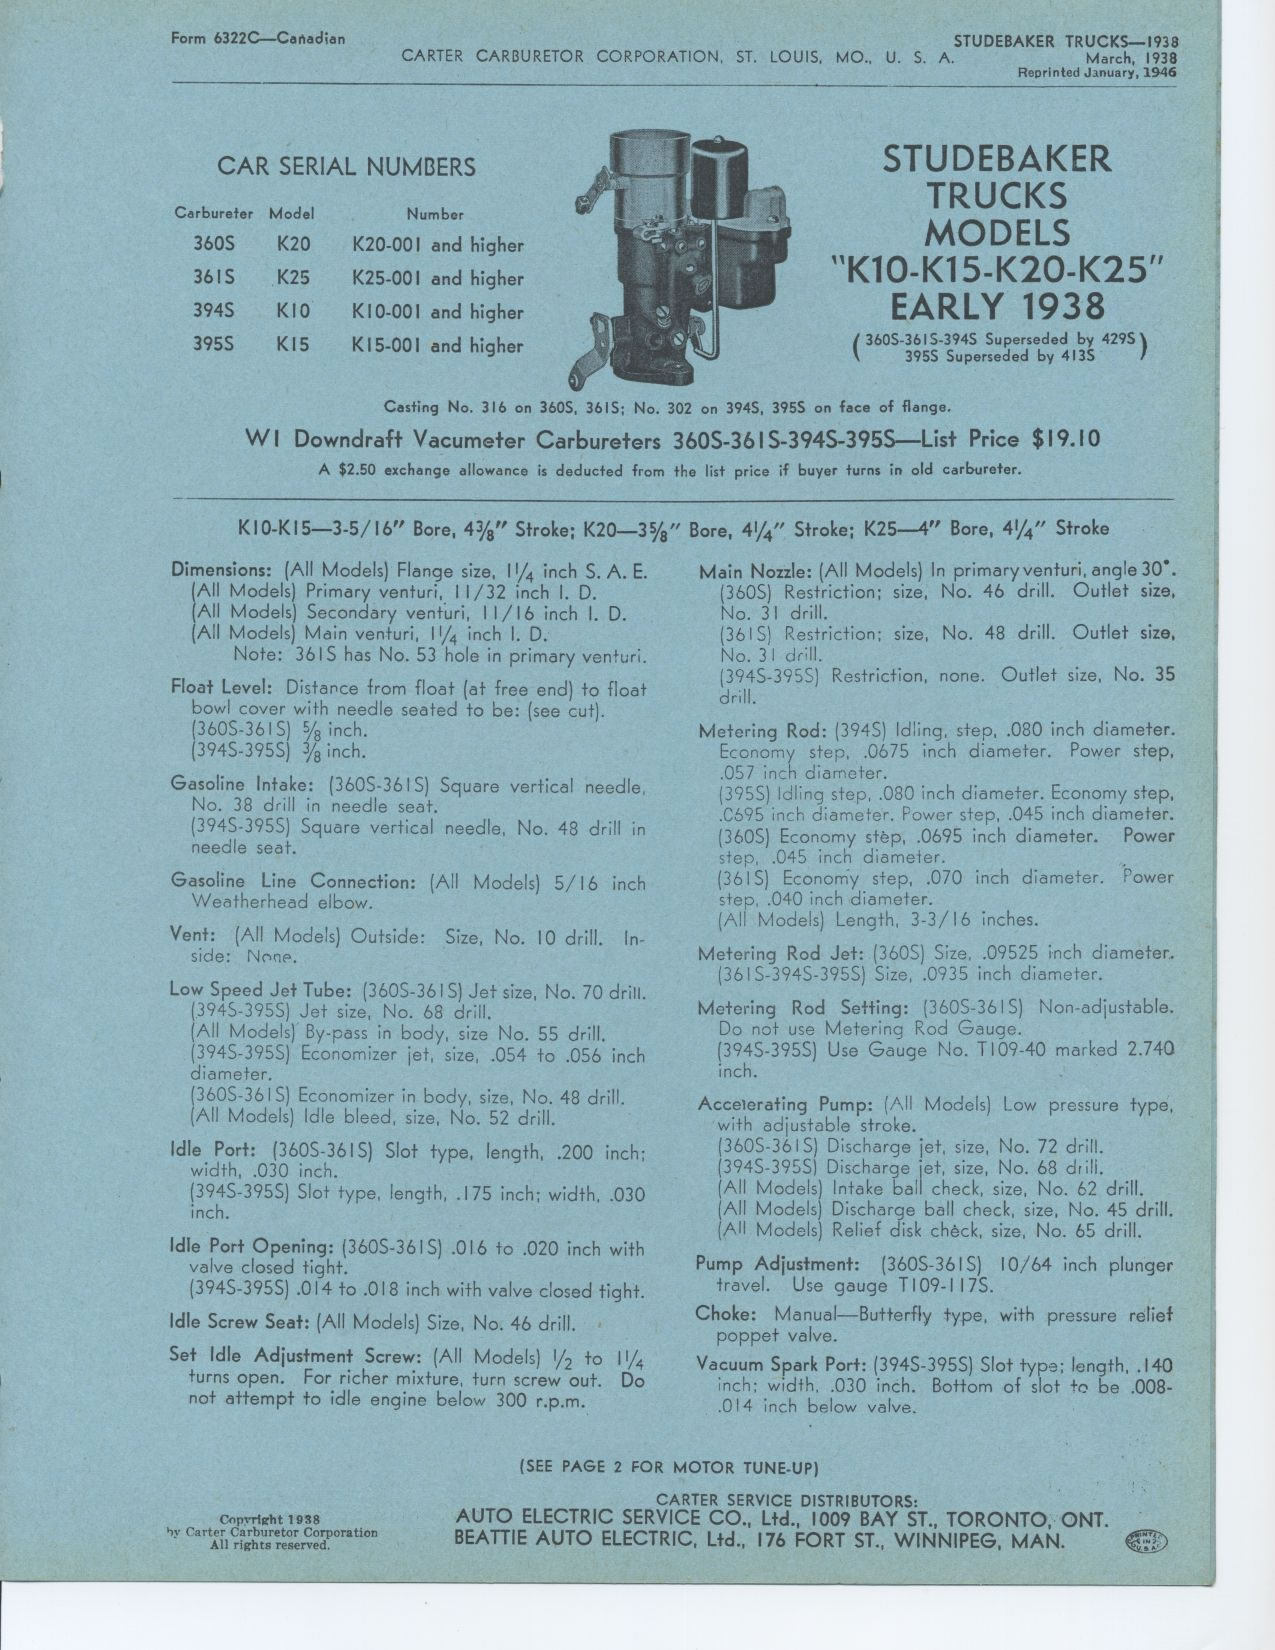 Form 6322C—Canadian
STUDEBAKER TRUCKS—1938
CARTER CARBURETOR CORPORATION, ST. LOUIS, MO., U. S. A.
March, 1938
Reprinted January, 1946
CAR SERIAL NUMBERS
Carbureter Model Number
360S K20 K20-001 and higher
361S K25 K25-001 and higher
394S K10 K10-001 and higher
395S K15 K15-001 and higher
STUDEBAKER
TRUCKS
MODELS
"K10-K15-K20-K25"
EARLY 1938
(360S-361S-394S Superseded by 429S
395S Superseded by 413S)
Casting No. 316 on 360S, 361S; No. 302 on 394S, 395S on face of flange.
W1 Downdraft Vacumeter Carbureters 360S-361S-394S-395S—List Price $19.10
A $2.50 exchange allowance is deducted from the list price if buyer turns in old carbureter.
K10-K15—3-5/16" Bore, 4⅜" Stroke; K20—3⅝" Bore, 4¼" Stroke; K25—4" Bore, 4¼" Stroke
Dimensions: (All Models) Flange size, 1¼ inch S. A. E.
(All Models) Primary venturi, 11/32 inch I. D.
(All Models) Secondary venturi, 11/16 inch I. D.
(All Models) Main venturi, 1¼ inch I. D.
Note: 361S has No. 53 hole in primary venturi.
Float Level: Distance from float (at free end) to float
bowl cover with needle seated to be: (see cut).
(360S-361S) ⅝ inch.
(394S-395S) ⅜ inch.
Gasoline Intake: (360S-361S) Square vertical needle,
No. 38 drill in needle seat.
(394S-395S) Square vertical needle, No. 48 drill in
needle seat.
Gasoline Line Connection: (All Models) 5/16 inch
Weatherhead elbow.
Vent: (All Models) Outside: Size, No. 10 drill. In-
side: None.
Low Speed Jet Tube: (360S-361S) Jet size, No. 70 drill.
(394S-395S) Jet size, No. 68 drill.
(All Models) By-pass in body, size No. 55 drill.
(394S-395S) Economizer jet, size, .054 to .056 inch
diameter.
(360S-361S) Economizer in body, size, No. 48 drill.
(All Models) Idle bleed, size, No. 52 drill.
Idle Port: (360S-361S) Slot type, length, .200 inch;
width, .030 inch.
(394S-395S) Slot type, length, .175 inch; width, .030
inch.
Idle Port Opening: (360S-361S) .016 to .020 inch with
valve closed tight.
(394S-395S) .014 to .018 inch with valve closed tight.
Idle Screw Seat: (All Models) Size, No. 46 drill.
Set Idle Adjustment Screw: (All Models) ½ to 1¼
turns open. For richer mixture, turn screw out. Do
not attempt to idle engine below 300 r.p.m.
Main Nozzle: (All Models) In primary venturi, angle 30°.
(360S) Restriction; size, No. 46 drill. Outlet size,
No. 31 drill.
(361S) Restriction; size, No. 48 drill. Outlet size,
No. 31 drill.
(394S-395S) Restriction, none. Outlet size, No. 35
drill.
Metering Rod: (394S) Idling, step, .080 inch diameter.
Economy step, .0675 inch diameter. Power step,
.057 inch diameter.
(395S) Idling step, .080 inch diameter. Economy step,
.0695 inch diameter. Power step, .045 inch diameter.
(360S) Economy step, .0695 inch diameter. Power
step, .045 inch diameter.
(361S) Economy step, .070 inch diameter. Power
step, .040 inch diameter.
(All Models) Length, 3-3/16 inches.
Metering Rod Jet: (360S) Size, .09525 inch diameter.
(361S-394S-395S) Size, .0935 inch diameter.
Metering Rod Setting: (360S-361S) Non-adjustable.
Do not use Metering Rod Gauge.
(394S-395S) Use Gauge No. T109-40 marked 2.740
inch.
Accelerating Pump: (All Models) Low pressure type,
with adjustable stroke.
(360S-361S) Discharge jet, size, No. 72 drill.
(394S-395S) Discharge jet, size, No. 68 drill.
(All Models) Intake ball check, size, No. 62 drill.
(All Models) Discharge ball check, size, No. 45 drill.
(All Models) Relief disk check, size, No. 65 drill.
Pump Adjustment: (360S-361S) 10/64 inch plunger
travel. Use gauge T109-117S.
Choke: Manual—Butterfly type, with pressure relief
poppet valve.
Vacuum Spark Port: (394S-395S) Slot type; length, .140
inch; width, .030 inch. Bottom of slot to be .008-
.014 inch below valve.
(SEE PAGE 2 FOR MOTOR TUNE-UP)
Copyright 1938
by Carter Carburetor Corporation
All rights reserved.
CARTER SERVICE DISTRIBUTORS:
AUTO ELECTRIC SERVICE CO., Ltd., 1009 BAY ST., TORONTO, ONT.
BEATTIE AUTO ELECTRIC, Ltd., 176 FORT ST., WINNIPEG, MAN.
PRINTED
IN
U.S.A.